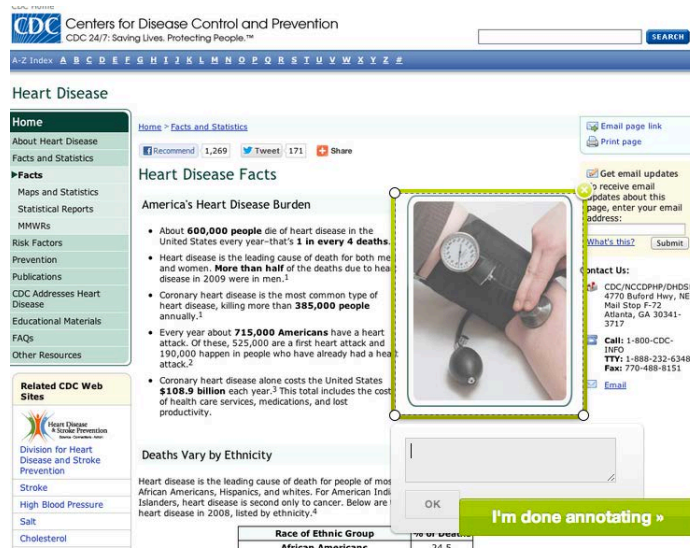 CDC Home
CDC
Centers for Disease Control and Prevention
CDC 24/7: Saving Lives. Protecting People.™
SEARCH
A-Z Index A B C D E F G H I J K L M N O P Q R S T U V W X Y Z #
Heart Disease
Home
About Heart Disease
Facts and Statistics
▶Facts
Maps and Statistics
Statistical Reports
MMWRs
Risk Factors
Prevention
Publications
CDC Addresses Heart
Disease
Educational Materials
FAQs
Other Resources
Related CDC Web
Sites
Heart Disease
& Stroke Prevention
Division for Heart
Disease and Stroke
Prevention
Stroke
High Blood Pressure
Salt
Cholesterol
Home > Facts and Statistics
Recommend 1,269 Tweet 171 Share
Heart Disease Facts
America's Heart Disease Burden
• About 600,000 people die of heart disease in the
United States every year–that's 1 in every 4 deaths.
• Heart disease is the leading cause of death for both me
and women. More than half of the deaths due to hea
disease in 2009 were in men.1
• Coronary heart disease is the most common type of
heart disease, killing more than 385,000 people
annually.1
• Every year about 715,000 Americans have a heart
attack. Of these, 525,000 are a first heart attack and
190,000 happen in people who have already had a hea
attack.2
• Coronary heart disease alone costs the United States
$108.9 billion each year.3 This total includes the cost
of health care services, medications, and lost
productivity.
Deaths Vary by Ethnicity
Heart disease is the leading cause of death for people of mos
African Americans, Hispanics, and whites. For American Indi
Islanders, heart disease is second only to cancer. Below are
heart disease in 2008, listed by ethnicity.4
Race of Ethnic Group % of Deaths
African Americans 24.5
Email page link
Print page
Get email updates
To receive email
updates about this
page, enter your email
address:
What's this? Submit
Contact Us:
CDC/NCCDPHP/DHDS
4770 Buford Hwy, NE
Mail Stop F-72
Atlanta, GA 30341-
3717
Call: 1-800-CDC-
INFO
TTY: 1-888-232-6348
Fax: 770-488-8151
Email
OK
I'm done annotating »